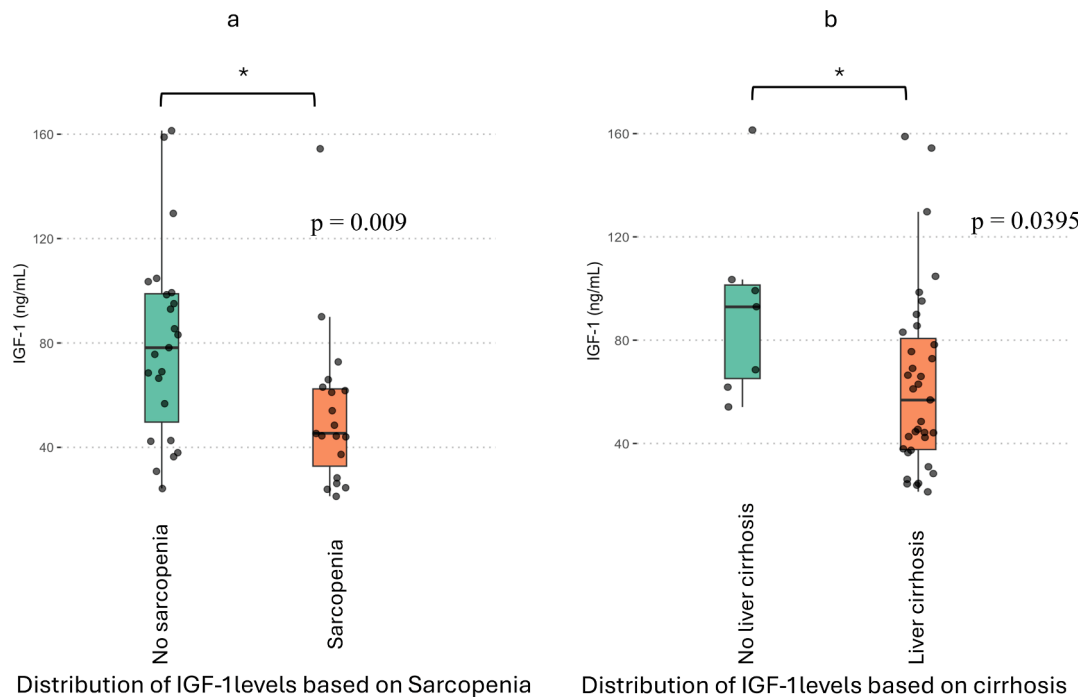 a
*
160
120
80
40
IGF-1 (ng/mL)
p = 0.009
No sarcopenia
Sarcopenia
Distribution of IGF-1levels based on Sarcopenia
b
*
160
120
80
40
IGF-1 (ng/mL)
p = 0.0395
No liver cirrhosis
Liver cirrhosis
Distribution of IGF-1levels based on cirrhosis